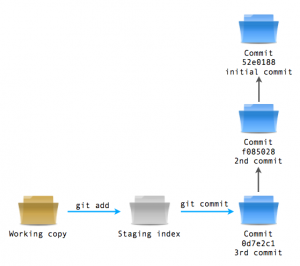 Commit
52e0188
initial commit
Commit
f085028
2nd commit
git add
git commit
Working copy
Staging index
Commit
0d7e2c1
3rd commit